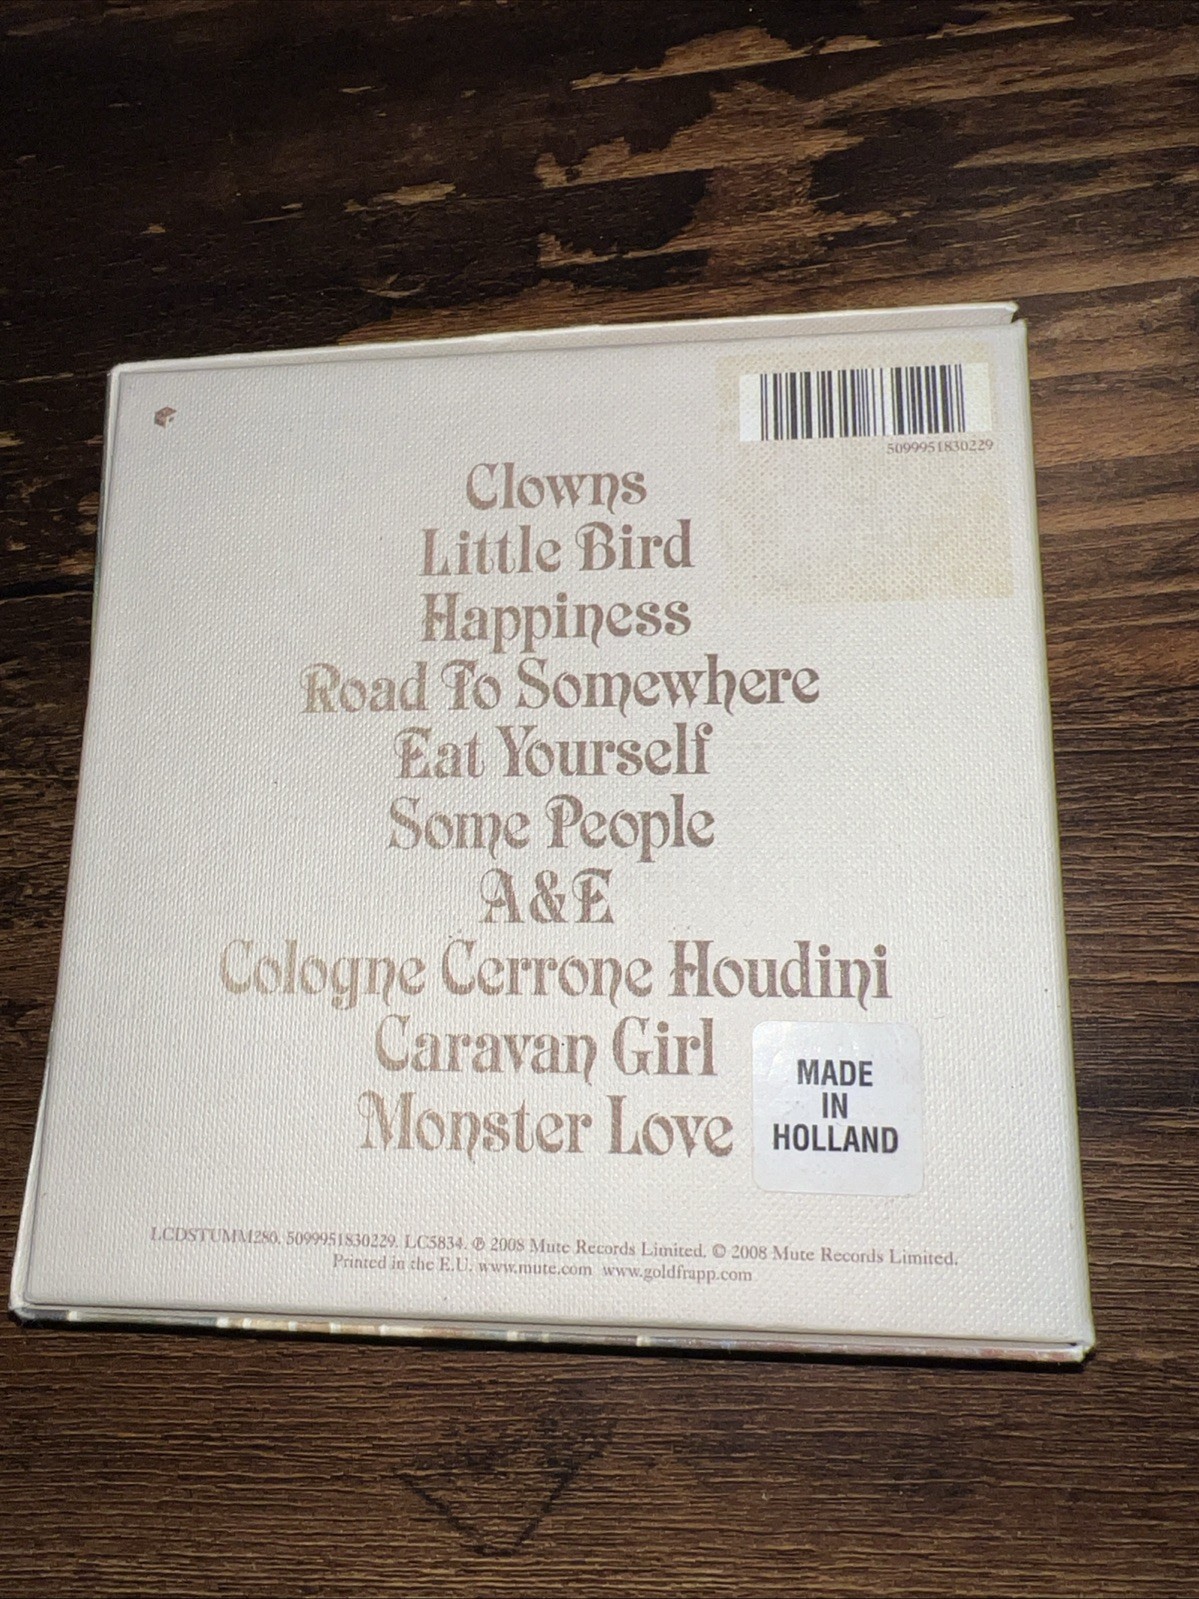 5099951830229
Clowns
Little Bird
Happiness
Road To Somewhere
Eat Yourself
Some People
A&E
Cologne Cerrone Houdini
Caravan Girl
Monster Love
MADE
IN
HOLLAND
LCDSTUMM280. 5099951830229. LC5834. ℗ 2008 Mute Records Limited. © 2008 Mute Records Limited.
Printed in the E.U. www.mute.com www.goldfrapp.com